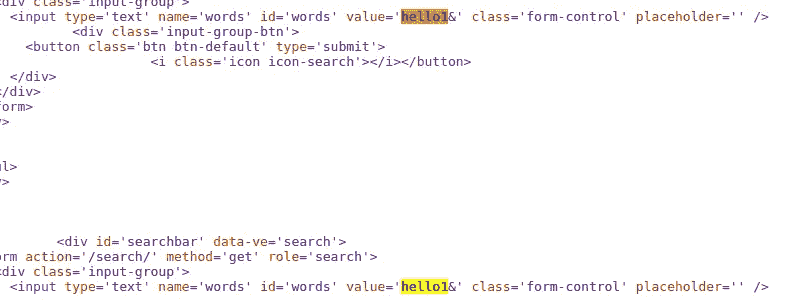 div class='input-group'>
<input type='text' name='words' id='words' value='hello1&' class='form-control' placeholder='' />
<div class='input-group-btn'>
<button class='btn btn-default' type='submit'>
<i class='icon icon-search'></i></button>
</div>
/div>
form>
>
ul>
>
<div id='searchbar' data-ve='search'>
orm action='/search/' method='get' role='search'>
<div class='input-group'>
<input type='text' name='words' id='words' value='hello1&' class='form-control' placeholder='' />